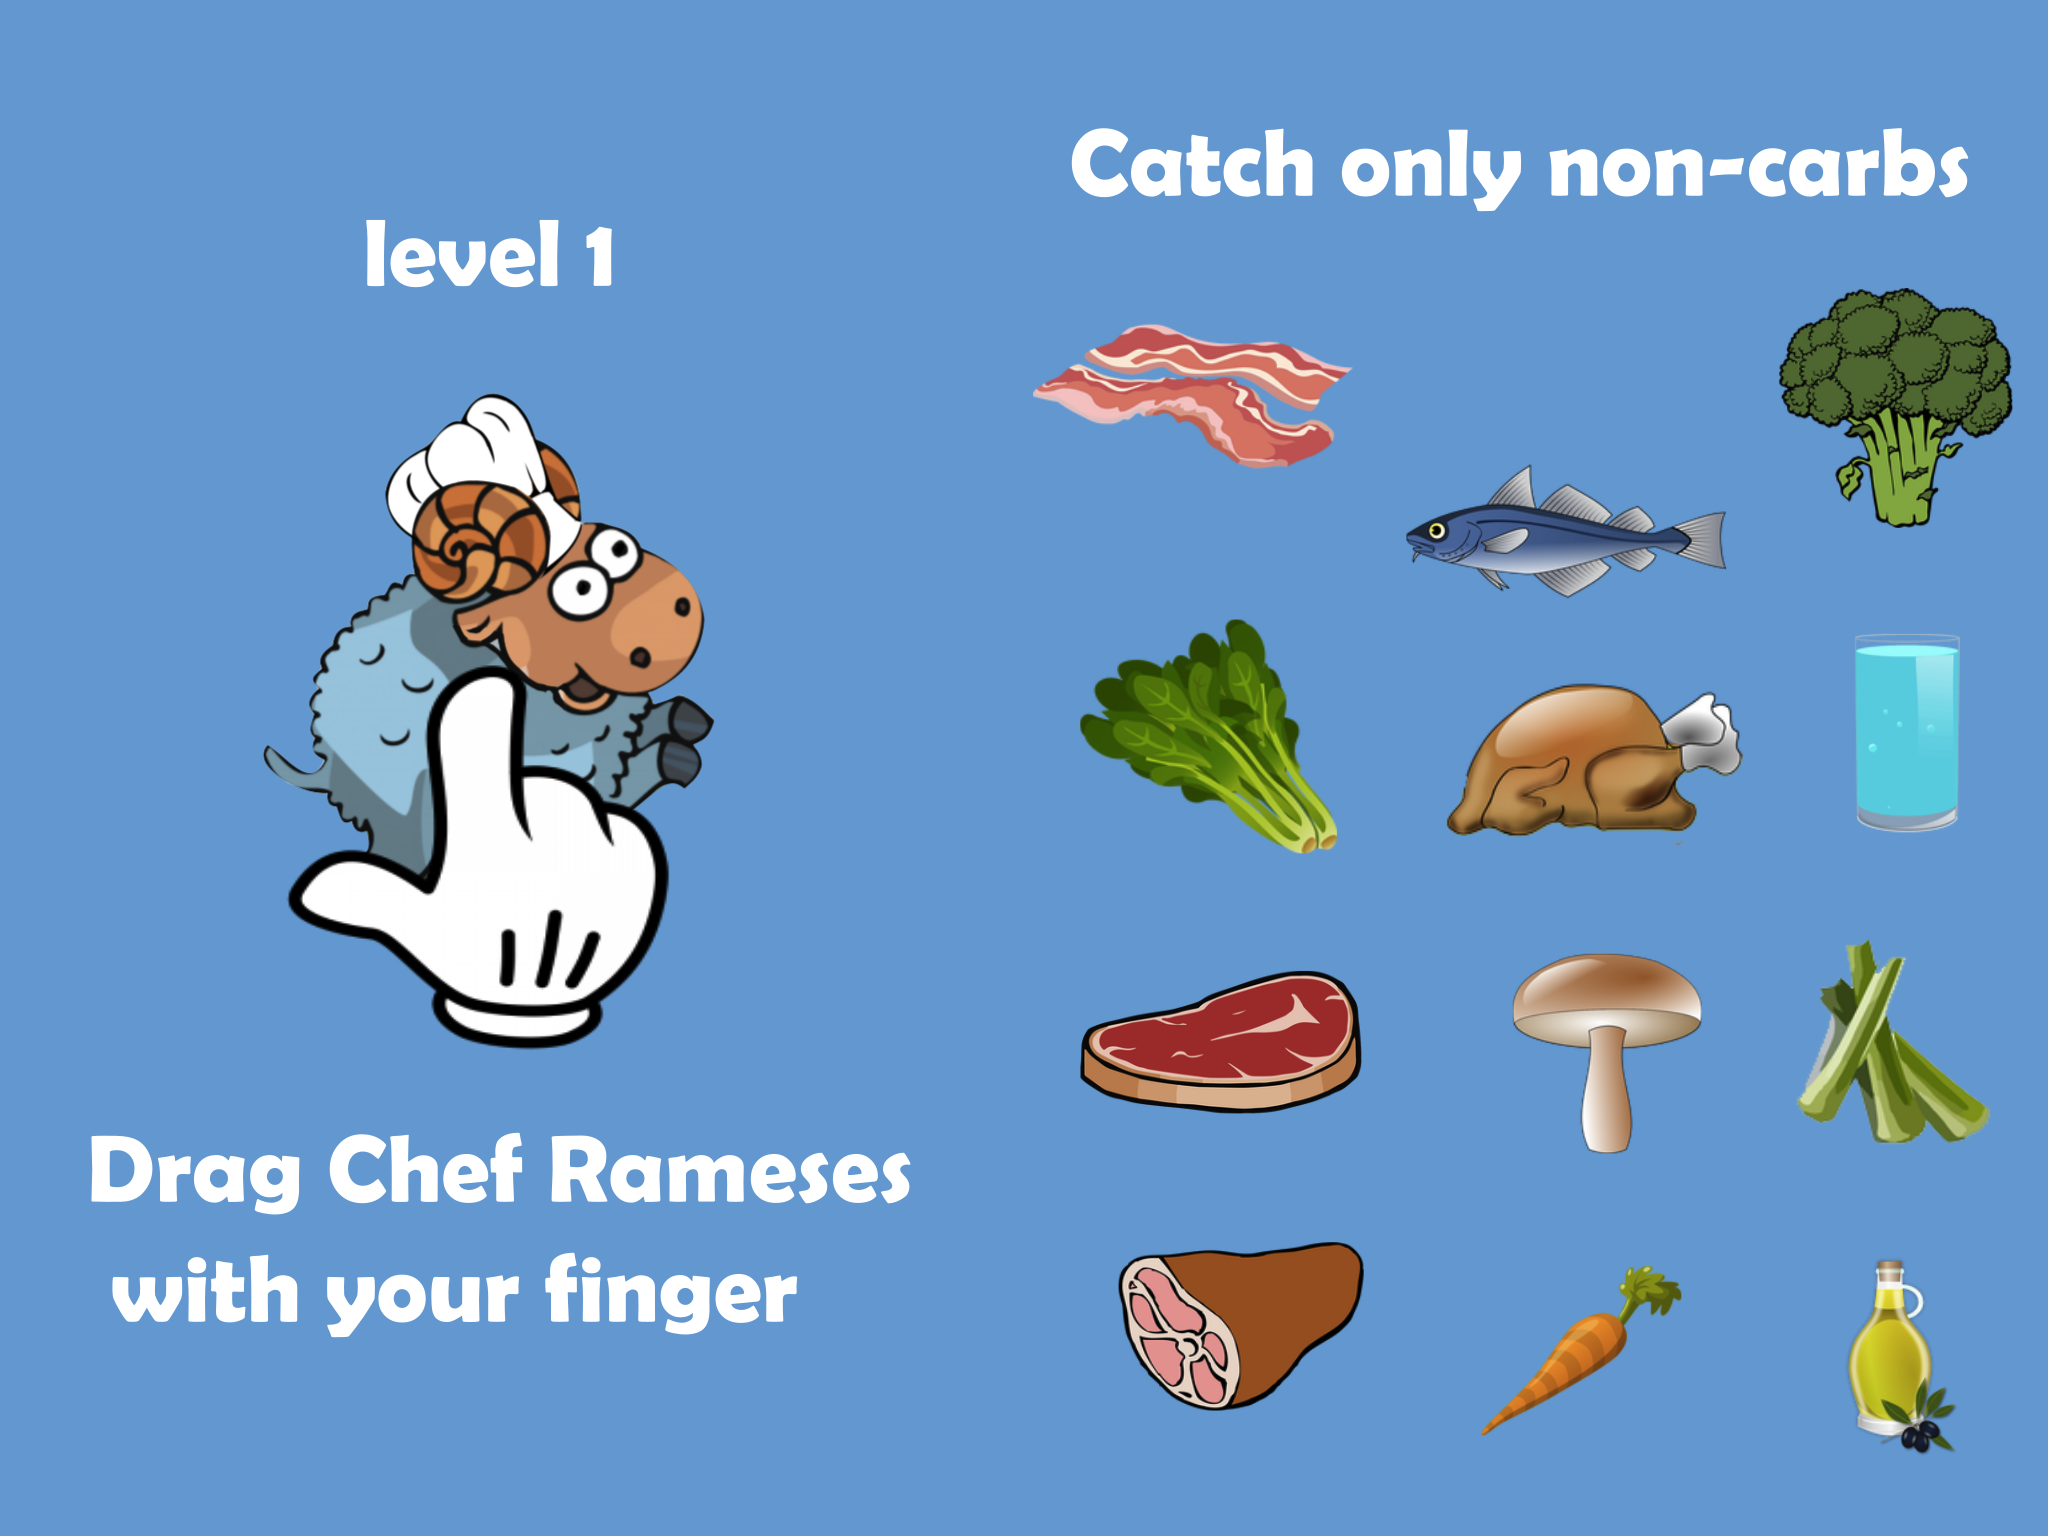 level 1
Drag Chef Rameses
with your finger
Catch only non-carbs